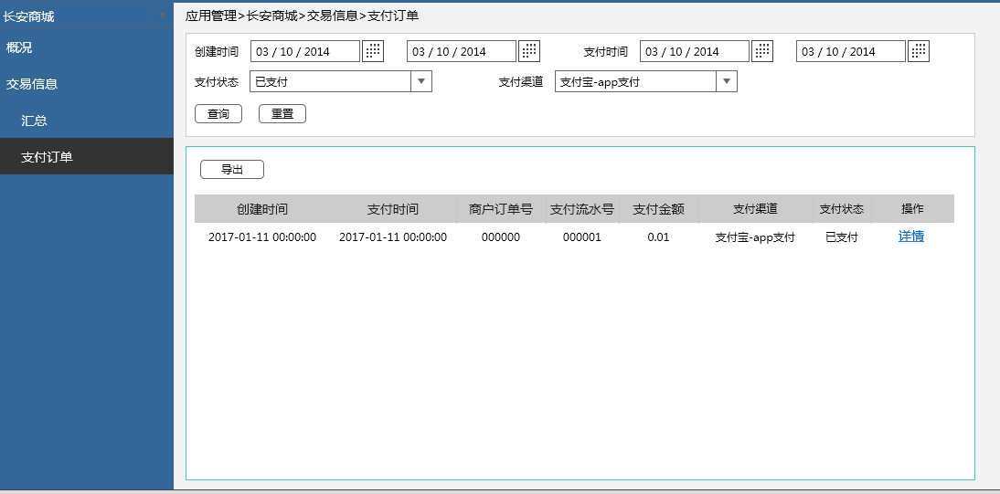 长安商城
概况
交易信息
汇总
支付订单
应用管理>长安商城>交易信息>支付订单
创建时间 03 / 10 / 2014 03 / 10 / 2014 支付时间 03 / 10 / 2014 03 / 10 / 2014
支付状态 已支付 支付渠道 支付宝-app支付
查询 重置
导出
创建时间 支付时间 商户订单号 支付流水号 支付金额 支付渠道 支付状态 操作
2017-01-11 00:00:00 2017-01-11 00:00:00 000000 000001 0.01 支付宝-app支付 已支付 详情